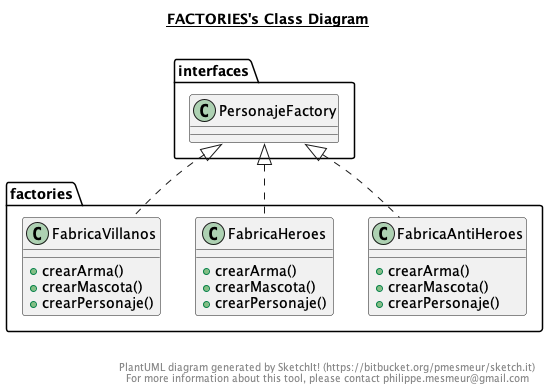 FACTORIES's Class Diagram
interfaces
C PersonajeFactory
factories
C FabricaVillanos
crearArma()
crearMascota()
crearPersonaje()
C FabricaHeroes
crearArma()
crearMascota()
crearPersonaje()
C FabricaAntiHeroes
crearArma()
crearMascota()
crearPersonaje()
PlantUML diagram generated by SketchIt! (https://bitbucket.org/pmesmeur/sketch.it)
For more information about this tool, please contact philippe.mesmeur@gmail.com